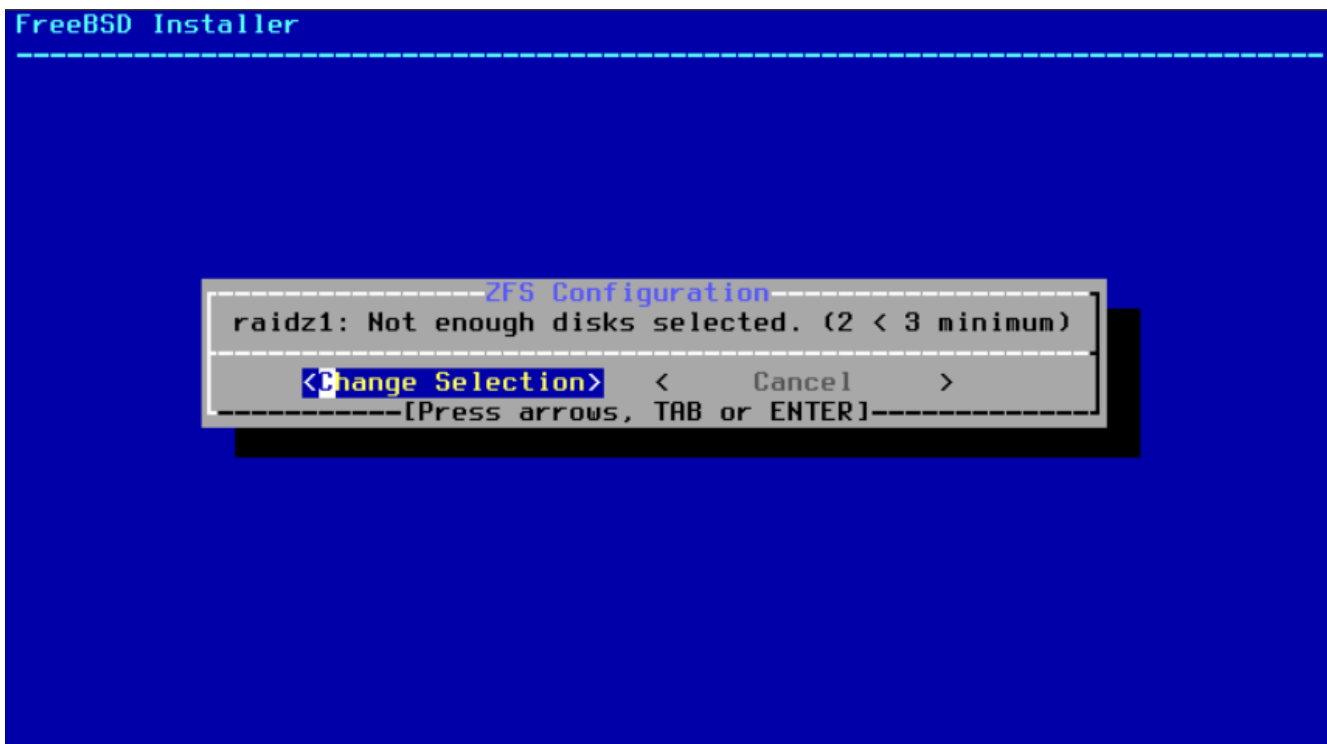 FreeBSD Installer
ZFS Configuration
raidz1: Not enough disks selected. (2 < 3 minimum)
<Change Selection> < Cancel >
[Press arrows, TAB or ENTER]